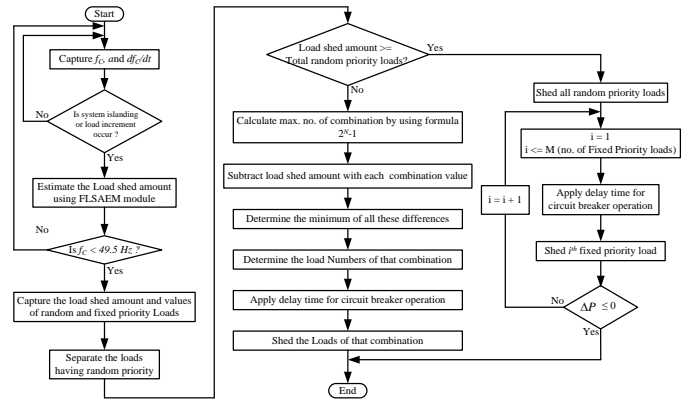 Start
Capture fC, and dfC/dt
Is system islanding
or load increment
occur ?
No
Yes
Estimate the Load shed amount
using FLSAEM module
No
Is fC < 49.5 Hz ?
Yes
Capture the load shed amount and values
of random and fixed priority Loads
Separate the loads
having random priority
Load shed amount >=
Total random priority loads?
Yes
No
Calculate max. no. of combination by using formula
2^N-1
Subtract load shed amount with each combination value
Determine the minimum of all these differences
Determine the load Numbers of that combination
Apply delay time for circuit breaker operation
Shed the Loads of that combination
End
Shed all random priority loads
i = 1
i <= M (no. of Fixed Priority loads)
i = i + 1
Apply delay time for
circuit breaker operation
Shed i^th fixed priority load
No
ΔP ≤ 0
Yes